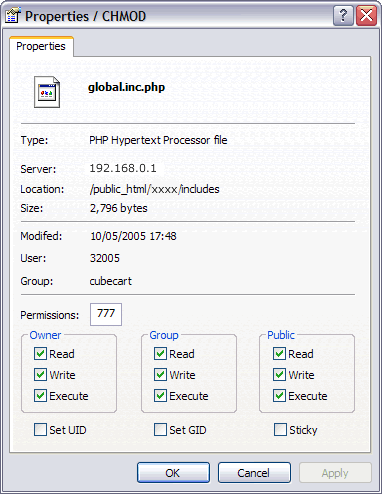 Properties / CHMOD
Properties
global.inc.php
Type: PHP Hypertext Processor file
Server: 192.168.0.1
Location: /public_html/xxxx/includes
Size: 2,796 bytes
Modifed: 10/05/2005 17:48
User: 32005
Group: cubecart
Permissions: 777
Owner Group Public
Read Read Read
Write Write Write
Execute Execute Execute
Set UID Set GID Sticky
OK Cancel Apply